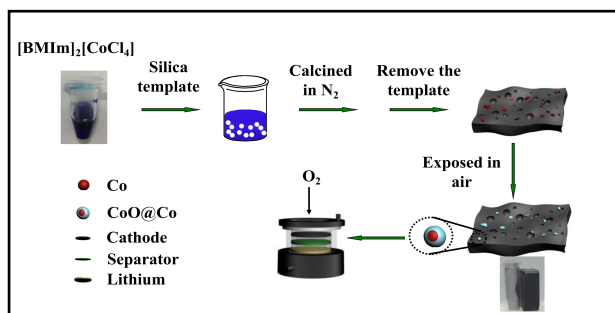 [BMIm]2[CoCl4]
Silica
template
Calcined
in N2
Remove the
template
Exposed in
air
O2
Co
CoO@Co
Cathode
Separator
Lithium